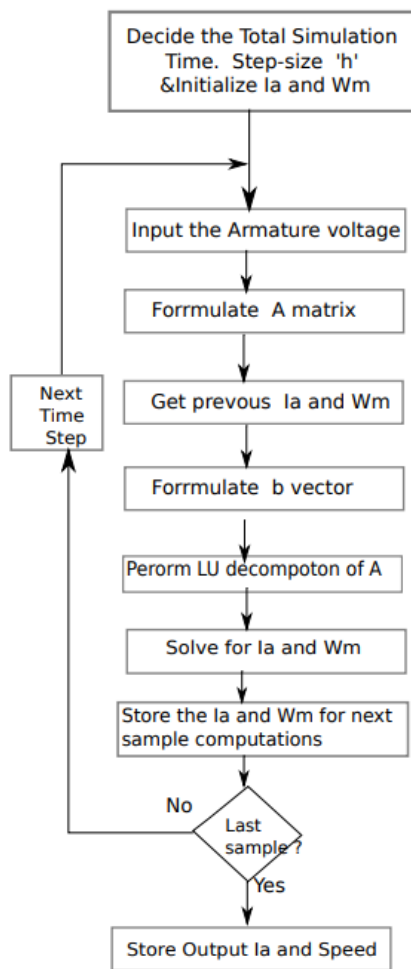 Decide the Total Simulation
Time. Step-size 'h'
&Initialize Ia and Wm
Input the Armature voltage
Forrmulate A matrix
Get prevous Ia and Wm
Forrmulate b vector
Perorm LU decompoton of A
Solve for Ia and Wm
Store the Ia and Wm for next
sample computations
Last
sample ?
No
Next
Time
Step
Yes
Store Output Ia and Speed